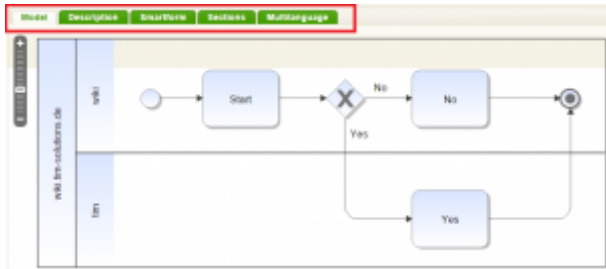 Model Description Smartform Sections Multilanguage
wiki.tim-solutions.de
wiki
Start
No
No
Yes
tim
Yes